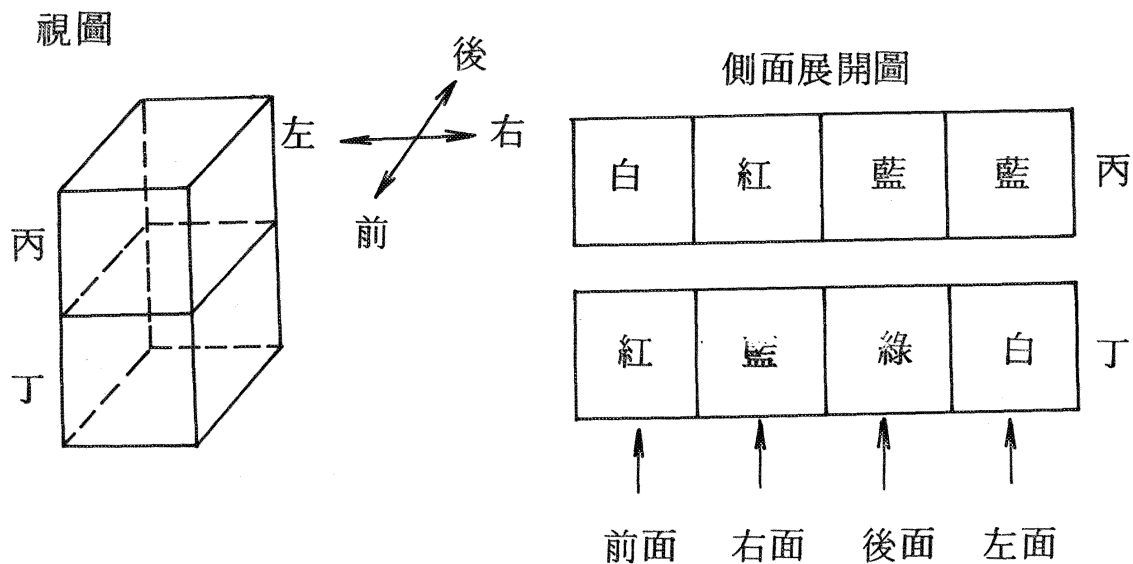 視圖
後
左 右
前
丙
丁
側面展開圖
白 紅 藍 藍 丙
紅 藍 綠 白 丁
前面 右面 後面 左面